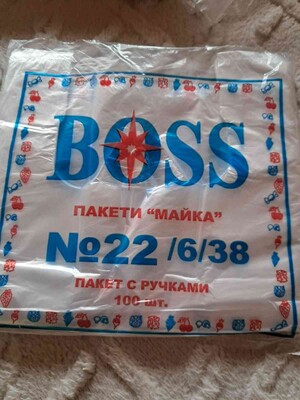 BOSS
ПАКЕТИ "МАЙКА"
№22/6/38
ПАКЕТ С РУЧКАМИ
100 шт.